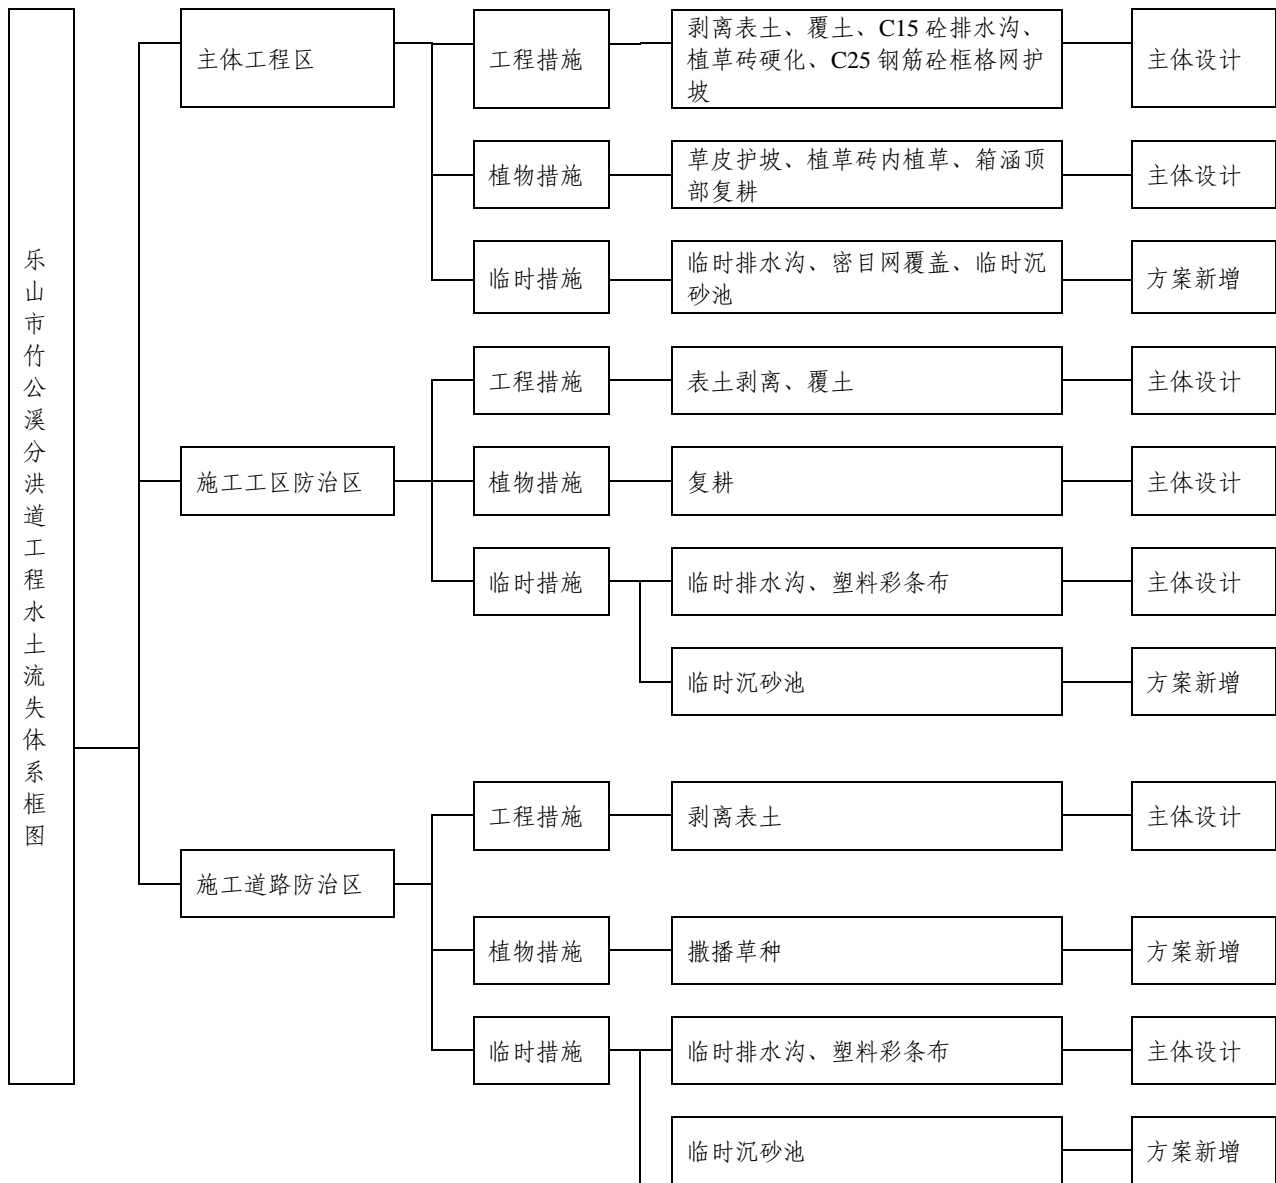 乐山市竹公溪分洪道工程水土流失体系框图
主体工程区
工程措施
剥离表土、覆土、C15 砼排水沟、
植草砖硬化、C25 钢筋砼框格网护
坡
主体设计
植物措施
草皮护坡、植草砖内植草、箱涵顶
部复耕
主体设计
临时措施
临时排水沟、密目网覆盖、临时沉
砂池
方案新增
施工工区防治区
工程措施
表土剥离、覆土
主体设计
植物措施
复耕
主体设计
临时措施
临时排水沟、塑料彩条布
主体设计
临时沉砂池
方案新增
施工道路防治区
工程措施
剥离表土
主体设计
植物措施
撒播草种
方案新增
临时措施
临时排水沟、塑料彩条布
主体设计
临时沉砂池
方案新增